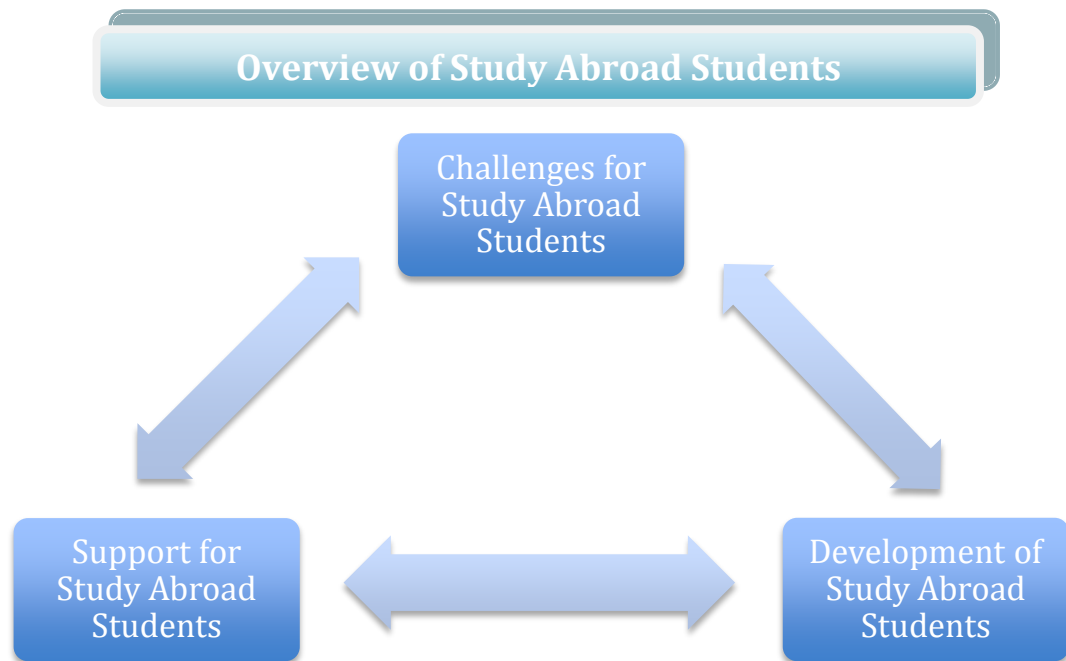 Overview of Study Abroad Students
Challenges for
Study Abroad
Students
Support for
Study Abroad
Students
Development of
Study Abroad
Students